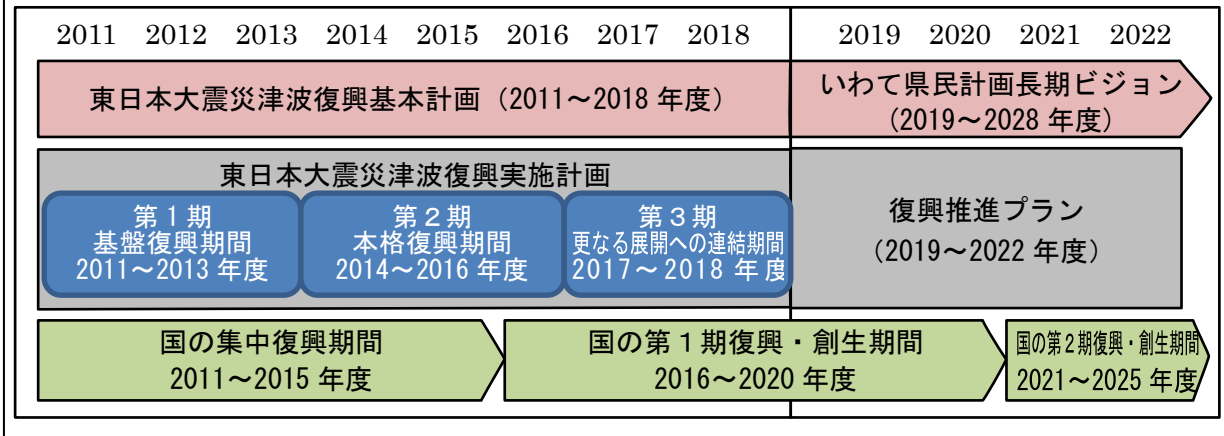 2011 2012 2013 2014 2015 2016 2017 2018 2019 2020 2021 2022
東日本大震災津波復興基本計画（2011～2018 年度）
いわて県民計画長期ビジョン
（2019～2028 年度）
東日本大震災津波復興実施計画
第１期
基盤復興期間
2011～2013 年度
第２期
本格復興期間
2014～2016 年度
第３期
更なる展開への連結期間
2017～2018 年度
復興推進プラン
（2019～2022 年度）
国の集中復興期間
2011～2015 年度
国の第１期復興・創生期間
2016～2020 年度
国の第２期復興・創生期間
2021～2025 年度